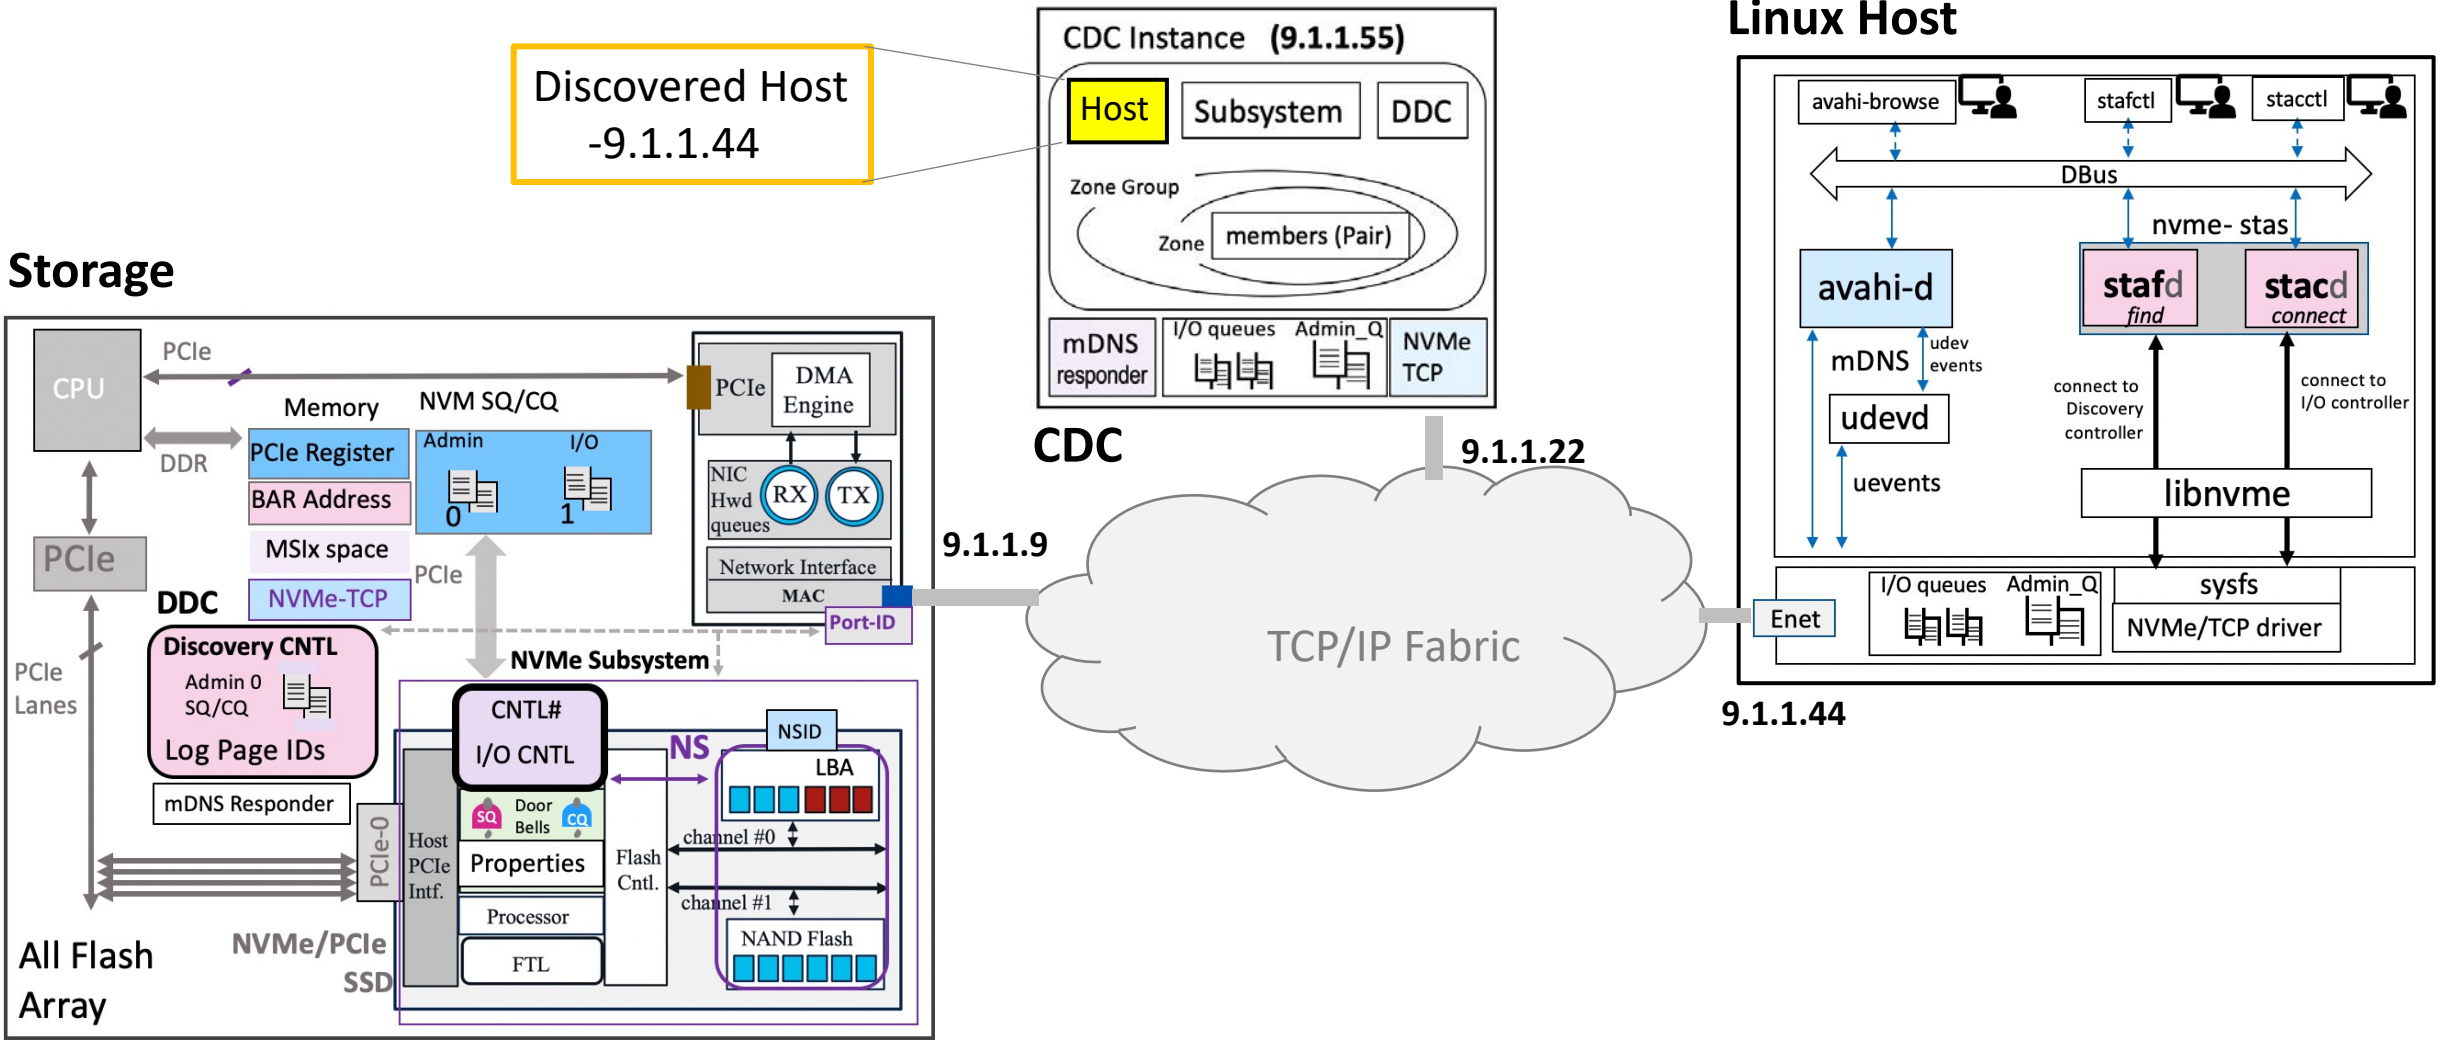 Discovered Host
-9.1.1.44
CDC Instance (9.1.1.55)
Host
Subsystem
DDC
Zone Group
Zone
members (Pair)
mDNS
responder
I/O queues
Admin_Q
NVMe
TCP
CDC
9.1.1.22
9.1.1.9
TCP/IP Fabric
9.1.1.44
Linux Host
avahi-browse
stafctl
stacctl
DBus
nvme- stas
avahi-d
stafd
find
stacd
connect
mDNS
udev
events
udevd
uevents
connect to
Discovery
controller
connect to
I/O controller
libnvme
Enet
I/O queues
Admin_Q
sysfs
NVMe/TCP driver
Storage
CPU
PCIe
DDR
Memory
PCIe Register
BAR Address
MSIx space
NVMe-TCP
NVM SQ/CQ
Admin
0
I/O
1
PCIe
PCIe
DMA
Engine
NIC
Hwd
queues
RX
TX
Network Interface
MAC
Port-ID
PCIe
PCIe
Lanes
DDC
Discovery CNTL
Admin 0
SQ/CQ
Log Page IDs
mDNS Responder
NVMe Subsystem
CNTL#
I/O CNTL
NS
NSID
LBA
SQ
Door
Bells
CQ
Properties
Processor
FTL
PCIe-0
Host
PCIe
Intf.
Flash
Cntl.
channel #0
channel #1
NAND Flash
NVMe/PCIe
SSD
All Flash
Array